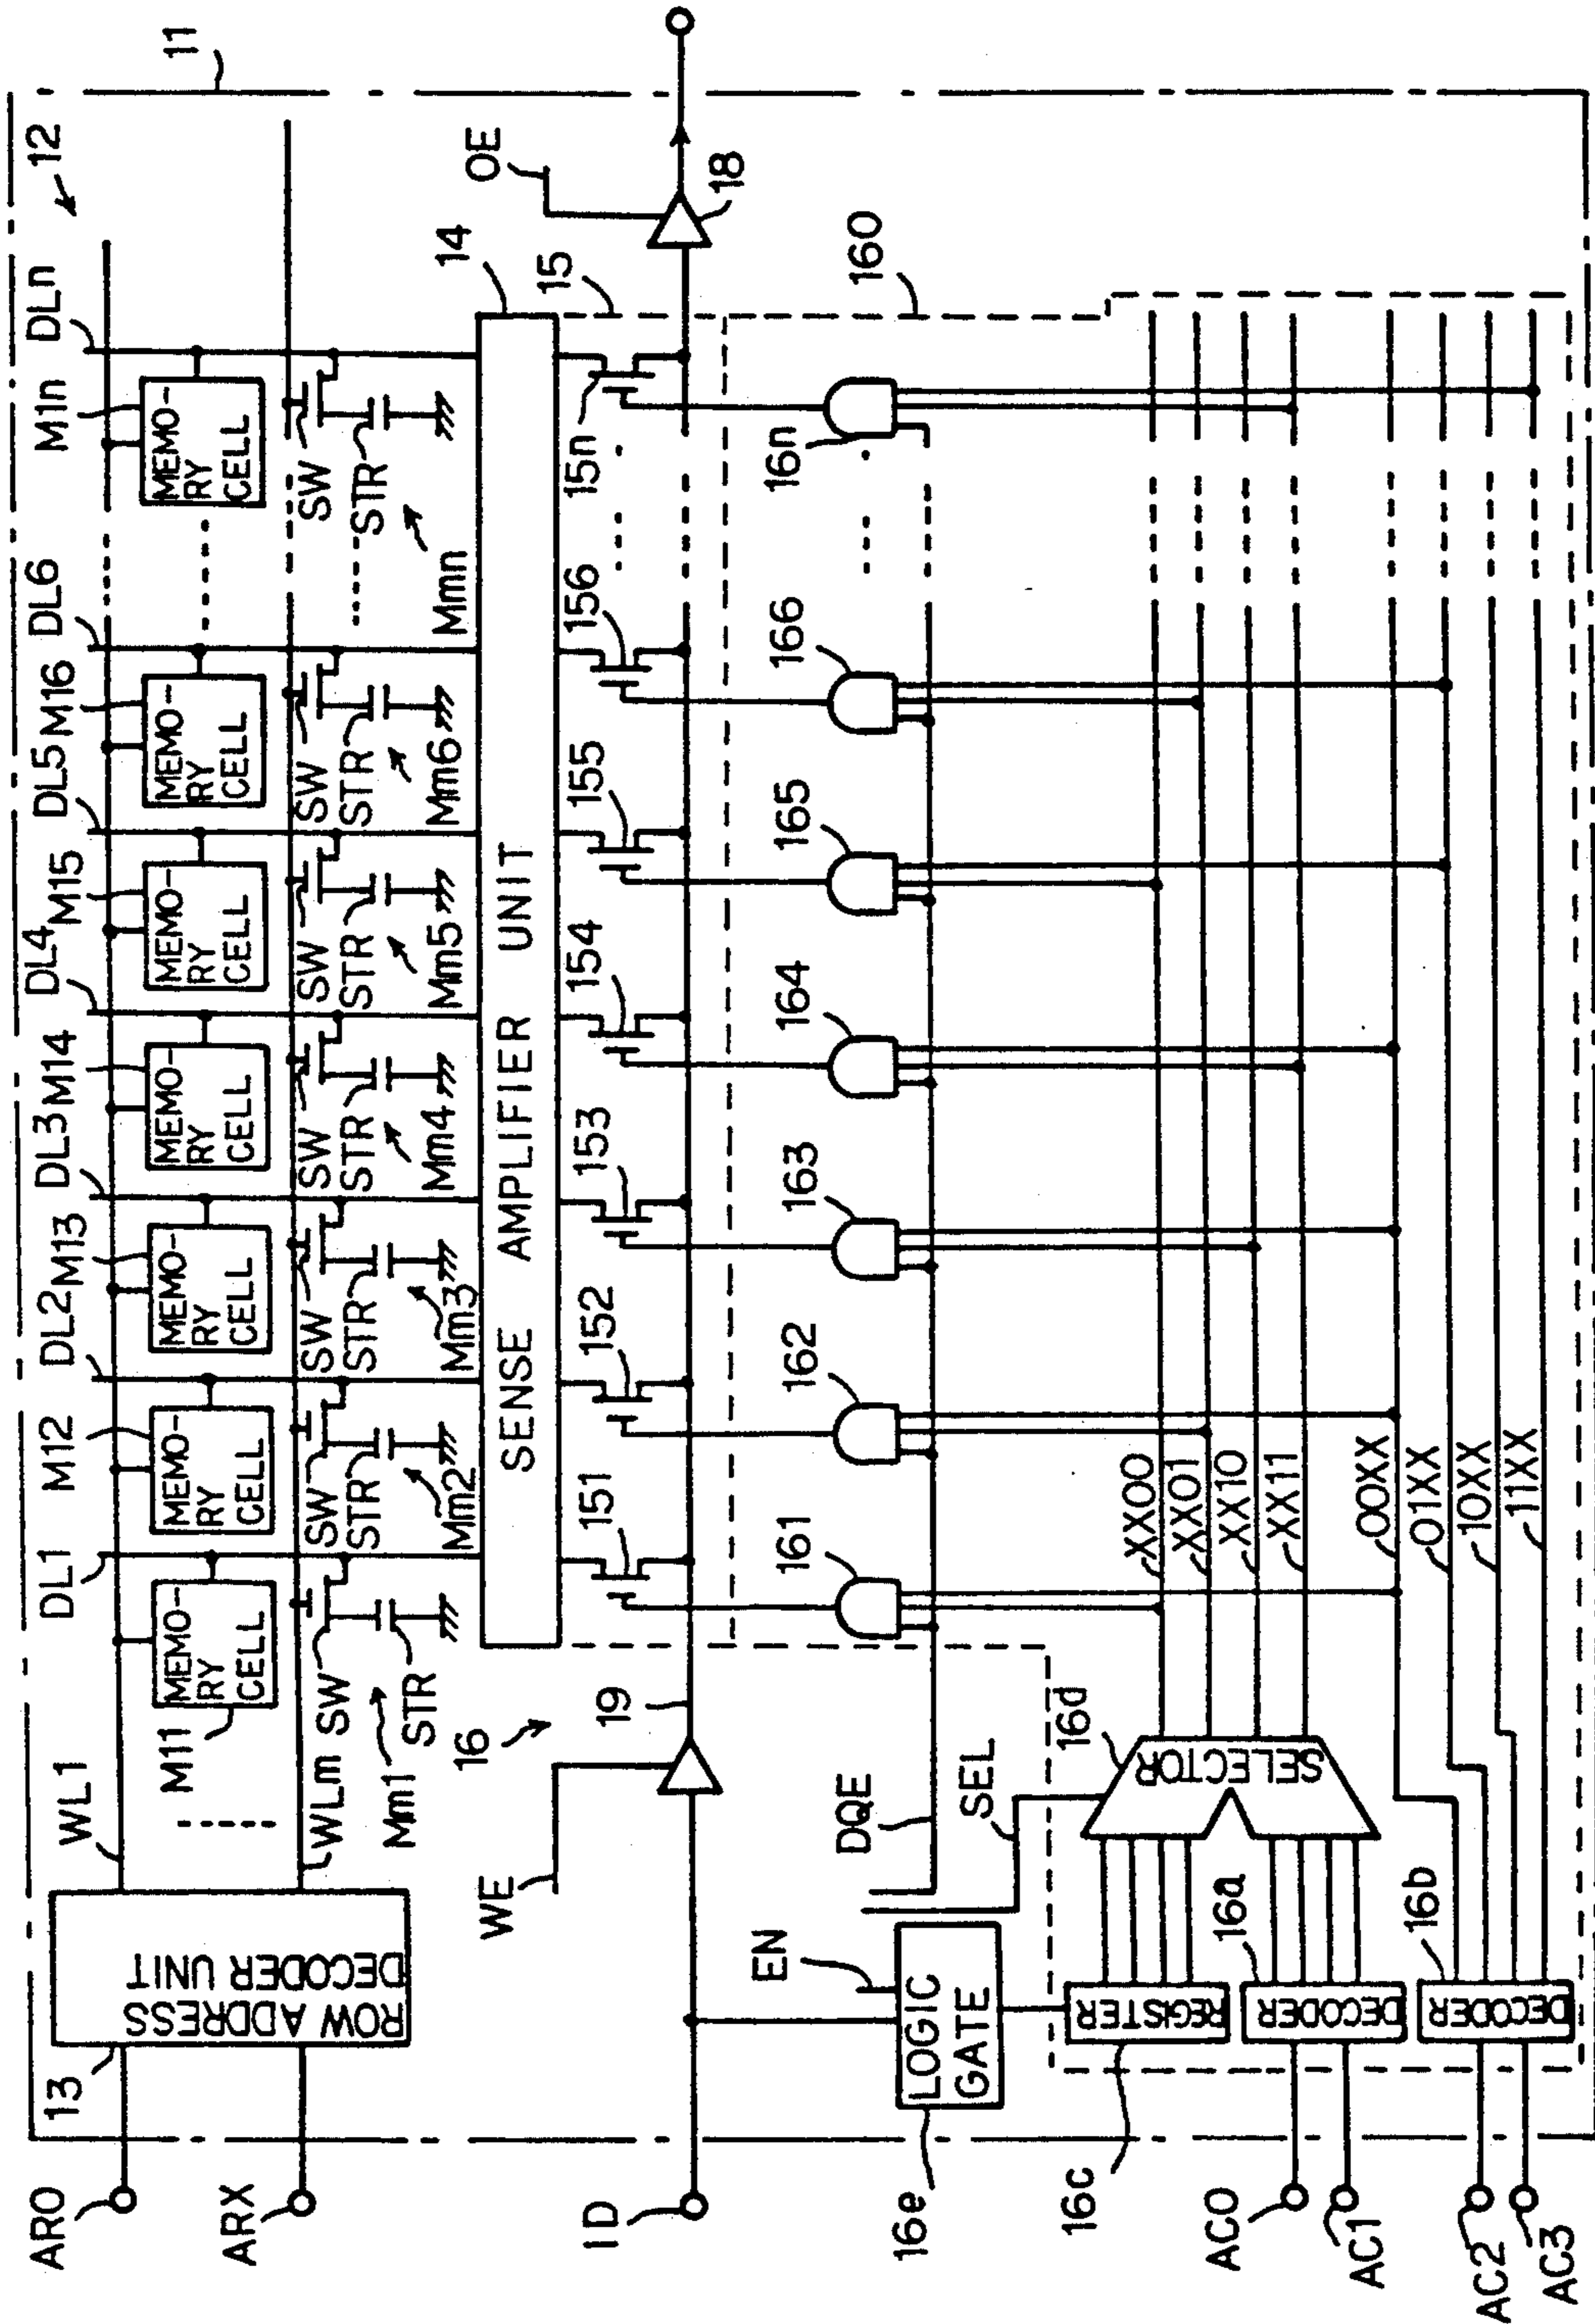 11
12
DL1
M12
DL2
M13
DL3
M14
DL4
M15
DL5
M16
DL6
M1n
DLn
WL1
M11
MEMO-
RY
CELL
MEMO-
RY
CELL
MEMO-
RY
CELL
MEMO-
RY
CELL
MEMO-
RY
CELL
MEMO-
RY
CELL
MEMO-
RY
CELL
AR0
ARX
13
ROW ADDRESS
DECODER UNIT
WLm
SW
STR
Mm1
SW
STR
Mm2
SW
STR
Mm3
SW
STR
Mm4
SW
STR
Mm5
SW
STR
Mm6
SW
STR
Mmn
14
SENSE AMPLIFIER UNIT
15
16
WE
19
151
152
153
154
155
156
15n
OE
18
ID
160
161
162
163
164
165
166
16n
DQE
SEL
EN
LOGIC
GATE
16e
16c
REGISTER
16a
DECODER
16b
DECODER
16d
SELECTOR
XX00
XX01
XX10
XX11
00XX
01XX
10XX
11XX
AC0
AC1
AC2
AC3